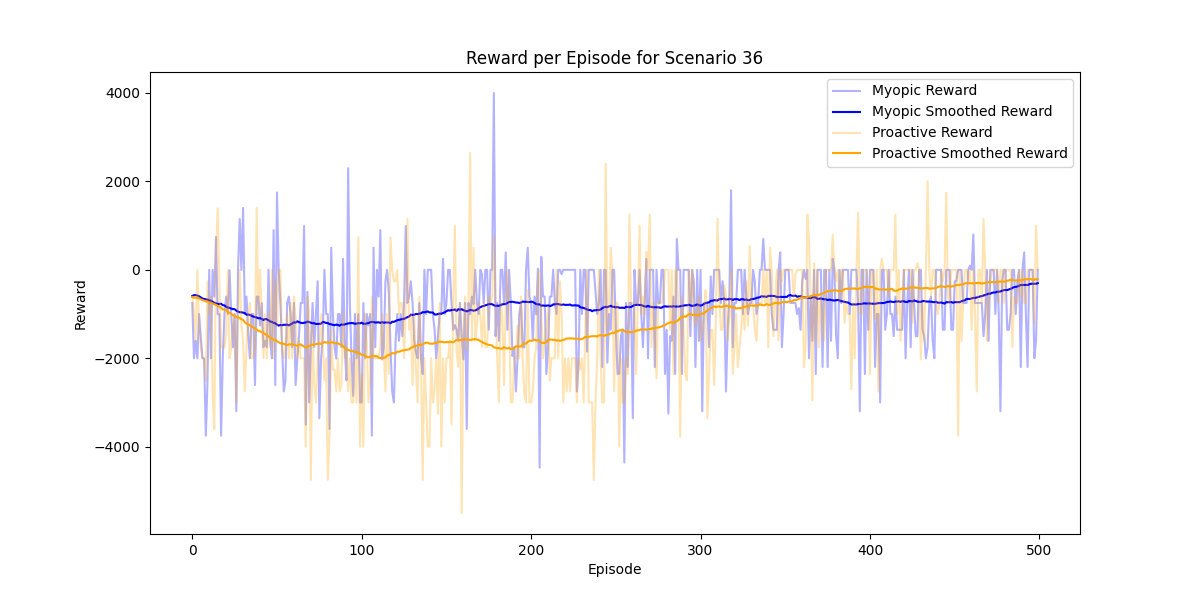 Reward per Episode for Scenario 36
Myopic Reward
Myopic Smoothed Reward
Proactive Reward
Proactive Smoothed Reward
4000
2000
0
−2000
−4000
Reward
0 100 200 300 400 500
Episode